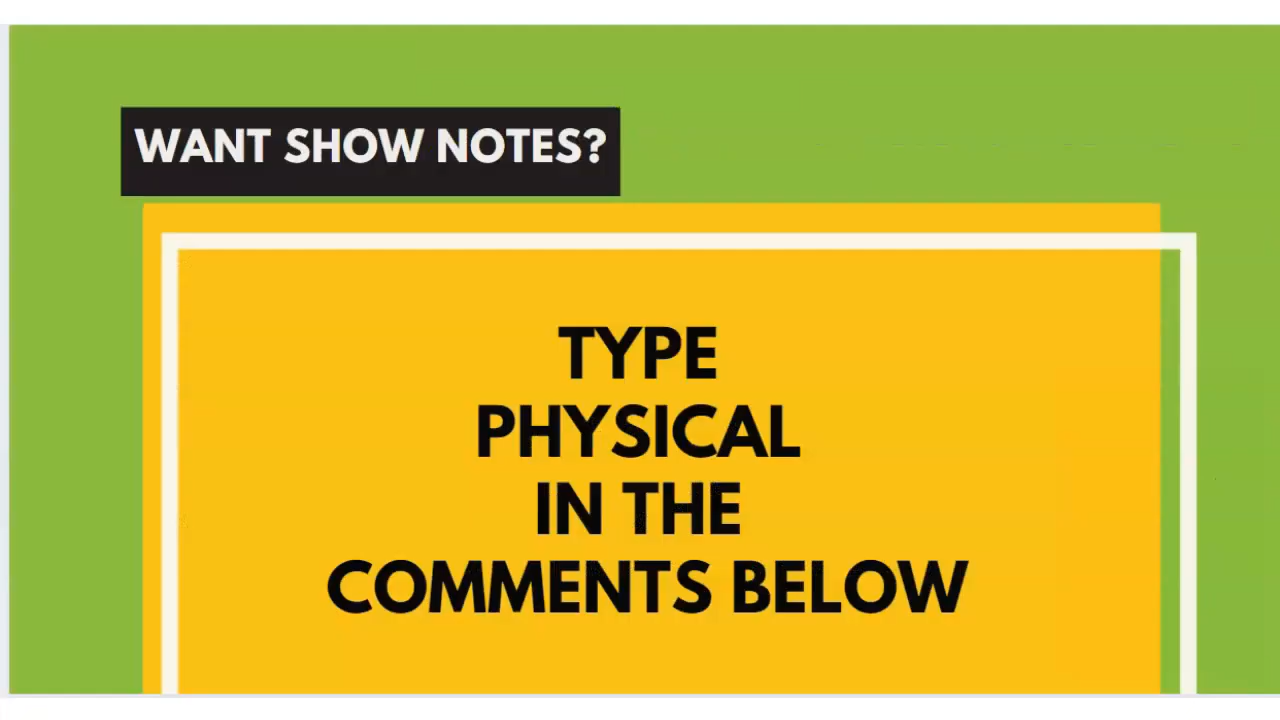 WANT SHOW NOTES?
TYPE
PHYSICAL
IN THE
COMMENTS BELOW